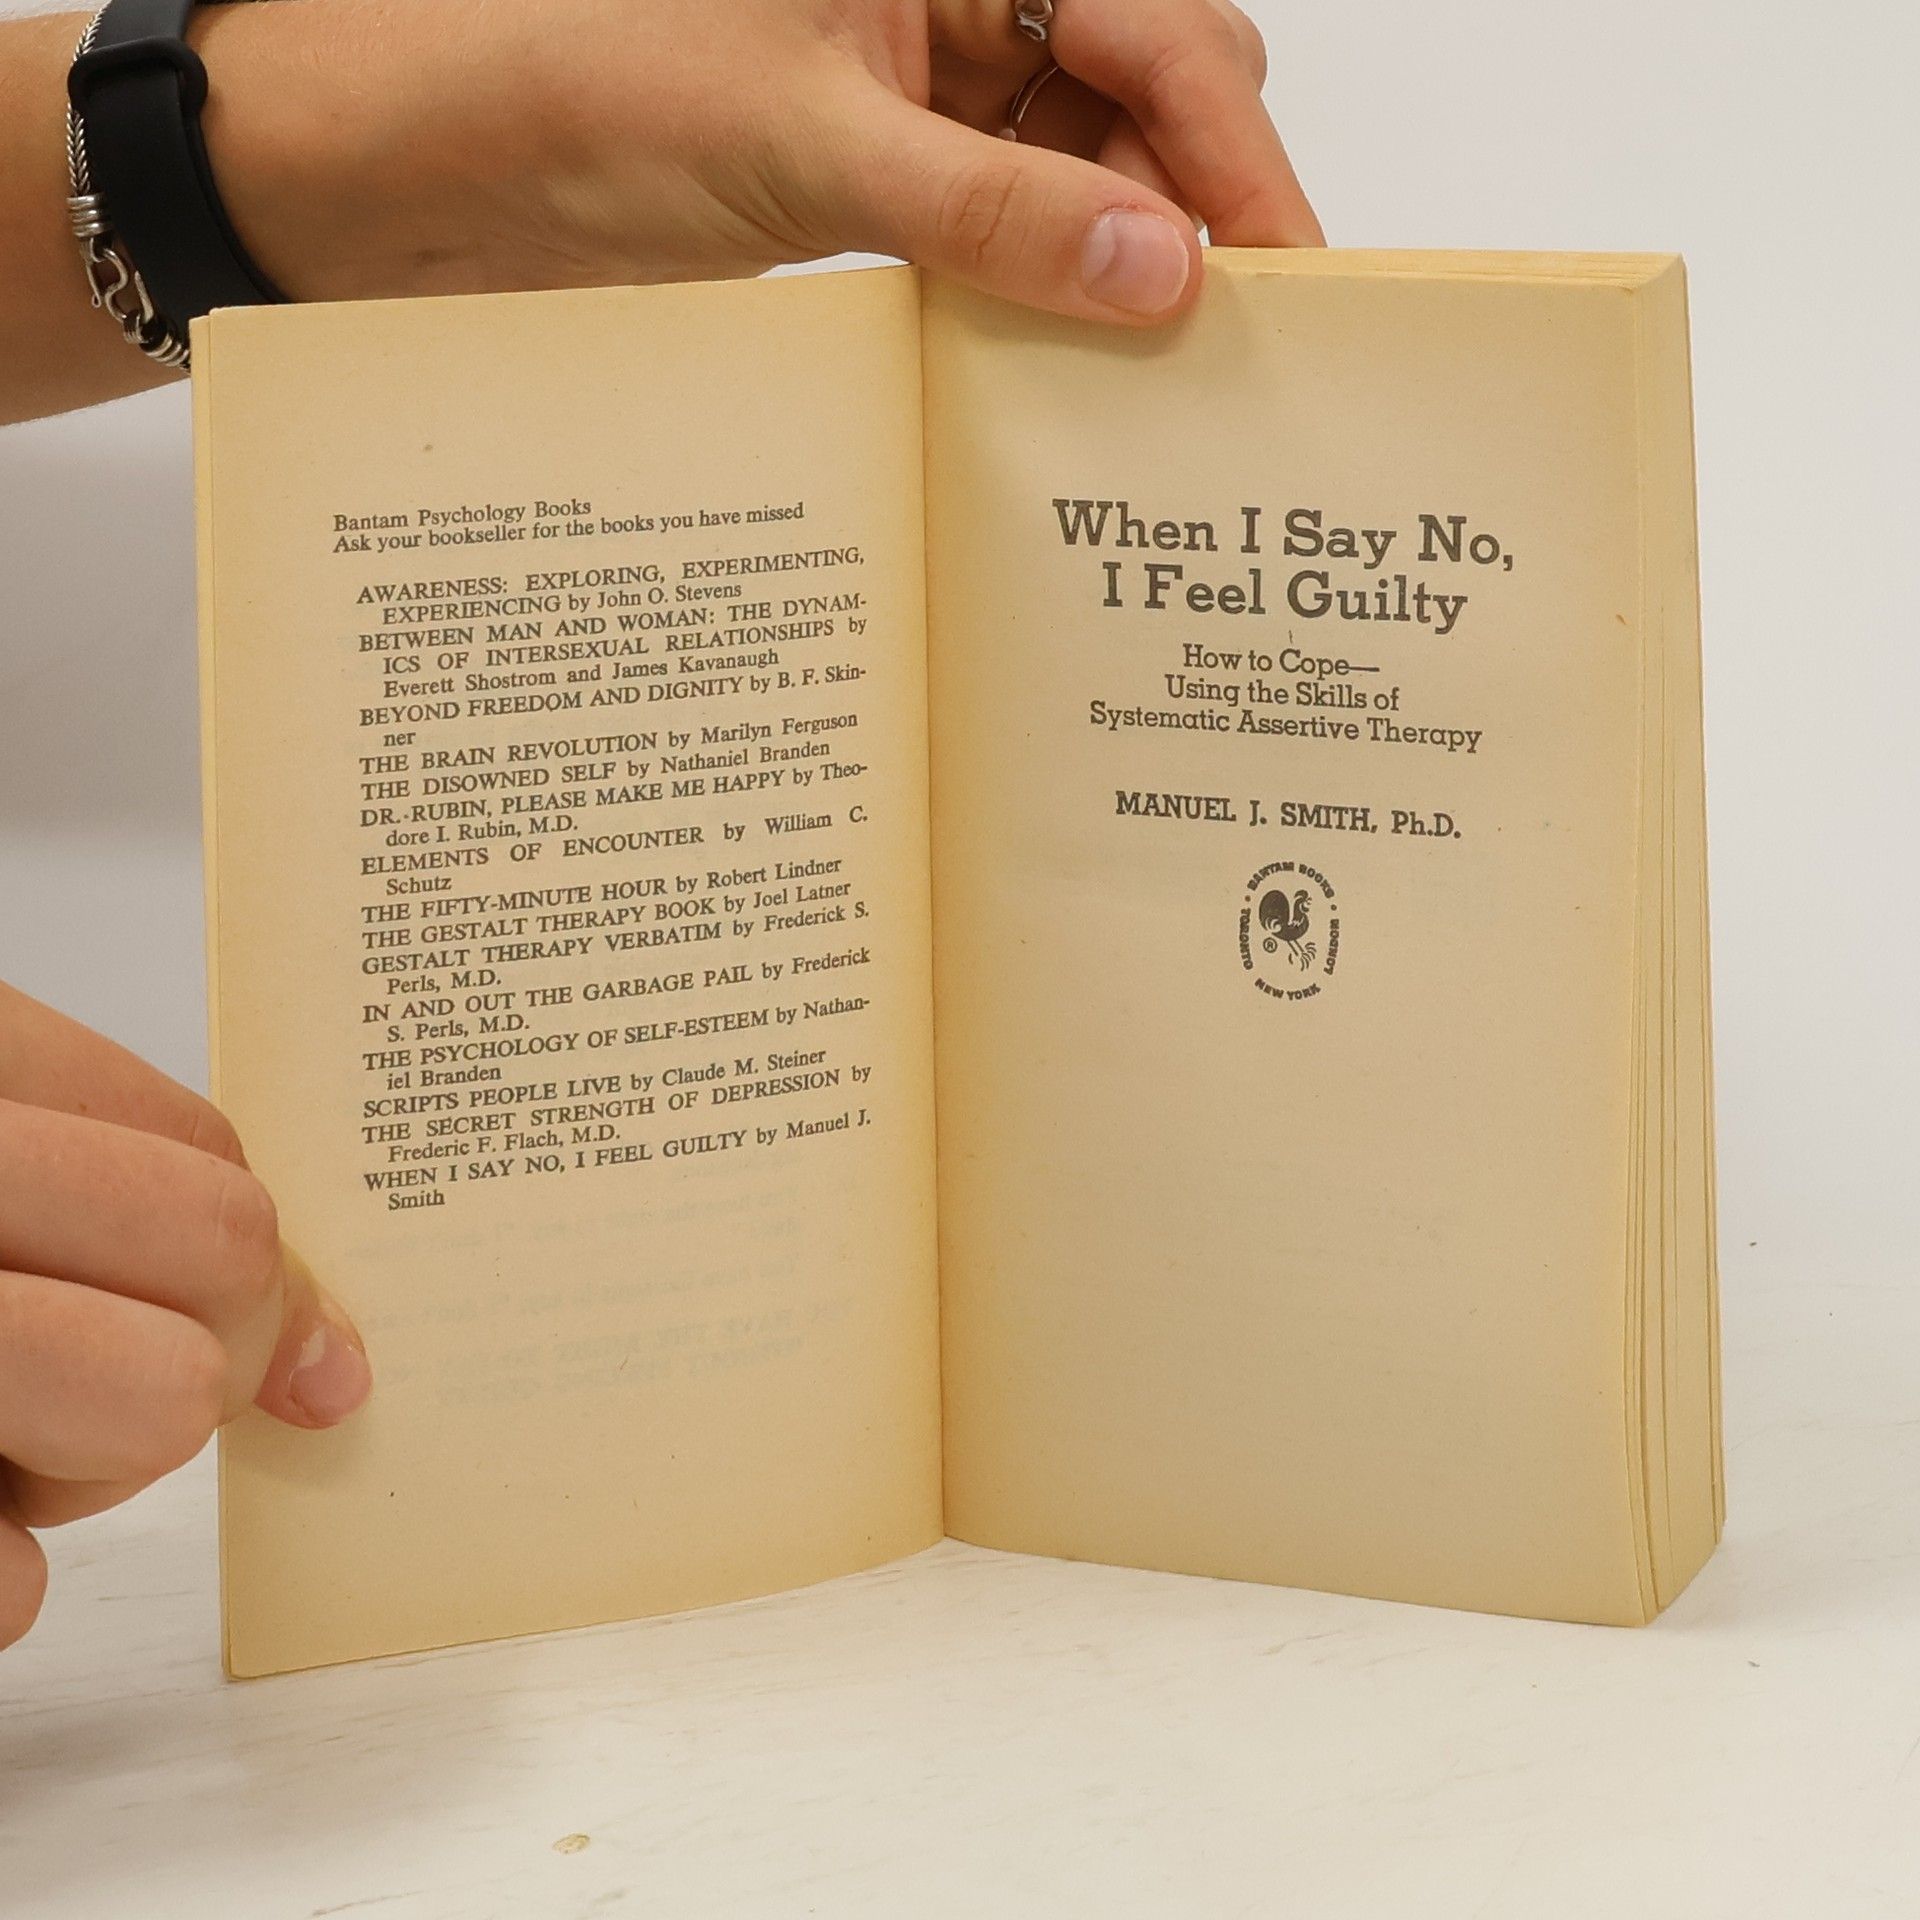 Bantam Psychology Books
Ask your bookseller for the books you have missed
AWARENESS: EXPLORING, EXPERIMENTING,
EXPERIENCING by John O. Stevens
BETWEEN MAN AND WOMAN: THE DYNAM-
ICS OF INTERSEXUAL RELATIONSHIPS by
Everett Shostrom and James Kavanaugh
BEYOND FREEDOM AND DIGNITY by B. F. Skin-
ner
THE BRAIN REVOLUTION by Marilyn Ferguson
THE DISOWNED SELF by Nathaniel Branden
DR. RUBIN, PLEASE MAKE ME HAPPY by Theo-
dore I. Rubin, M.D.
ELEMENTS OF ENCOUNTER by William C.
Schutz
THE FIFTY-MINUTE HOUR by Robert Lindner
THE GESTALT THERAPY BOOK by Joel Latner
GESTALT THERAPY VERBATIM by Frederick S.
Perls, M.D.
IN AND OUT THE GARBAGE PAIL by Frederick
S. Perls, M.D.
THE PSYCHOLOGY OF SELF-ESTEEM by Nathan-
iel Branden
SCRIPTS PEOPLE LIVE by Claude M. Steiner
THE SECRET STRENGTH OF DEPRESSION by
Frederic F. Flach, M.D.
WHEN I SAY NO, I FEEL GUILTY by Manuel J.
Smith
When I Say No,
I Feel Guilty
How to Cope—
Using the Skills of
Systematic Assertive Therapy
MANUEL J. SMITH, Ph.D.
BANTAM BOOKS
TORONTO • NEW YORK • LONDON
®